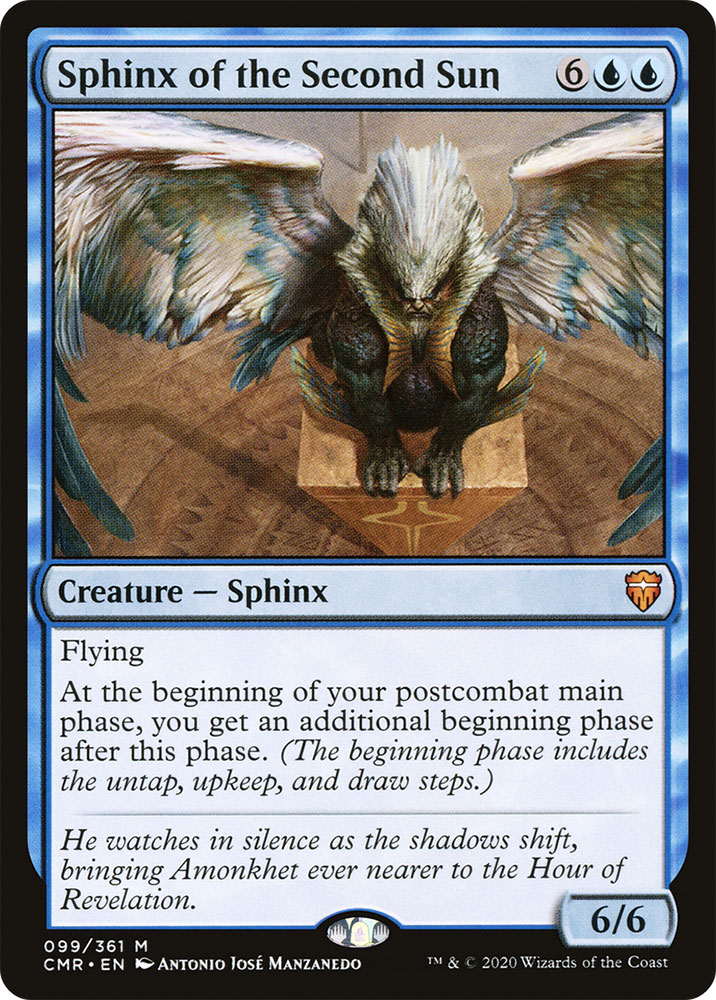 Sphinx of the Second Sun 6
Creature — Sphinx
Flying
At the beginning of your postcombat main
phase, you get an additional beginning phase
after this phase. (The beginning phase includes
the untap, upkeep, and draw steps.)
He watches in silence as the shadows shift,
bringing Amonkhet ever nearer to the Hour of
Revelation.
6/6
099/361 M
CMR • EN Antonio José Manzanedo
™ & © 2020 Wizards of the Coast